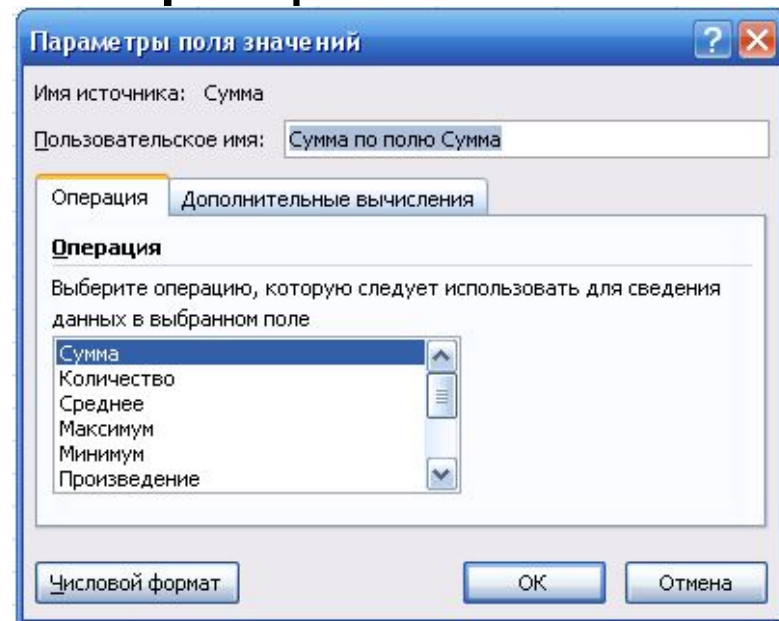 Параметры поля значений
Имя источника: Сумма
Пользовательское имя: Сумма по полю Сумма
Операция Дополнительные вычисления
Операция
Выберите операцию, которую следует использовать для сведения
данных в выбранном поле
Сумма
Количество
Среднее
Максимум
Минимум
Произведение
Числовой формат ОК Отмена